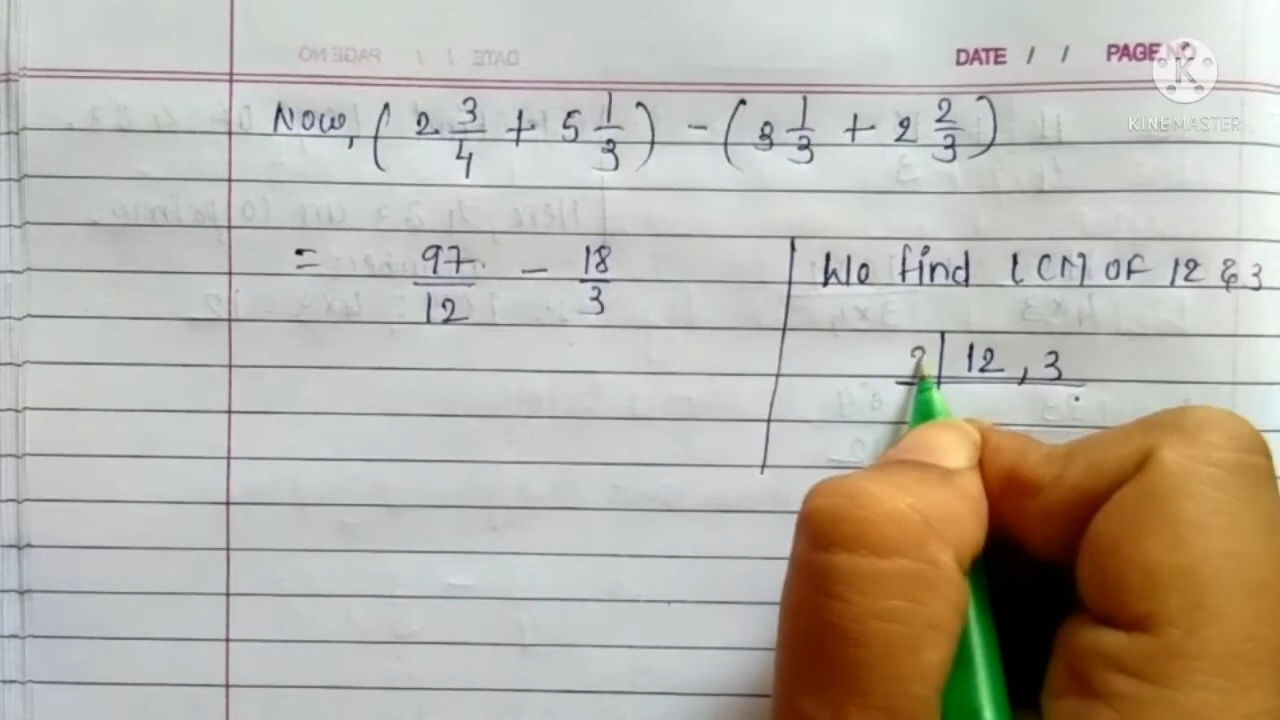 DATE / / PAGE NO
KINEMASTER
Now, (2 3/4 + 5 1/3) - (3 1/3 + 2 2/3)
= 97/12 - 18/3
We find LCM OF 12 & 3
2 | 12, 3